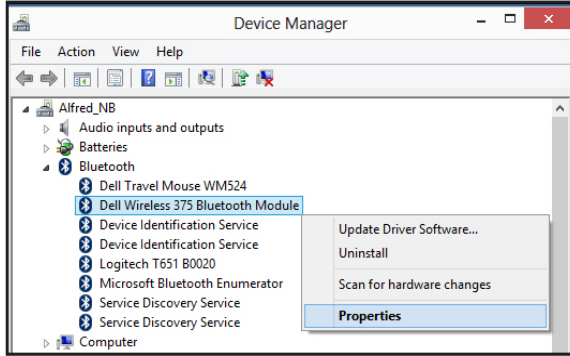 Device Manager
File Action View Help
Alfred_NB
Audio inputs and outputs
Batteries
Bluetooth
Dell Travel Mouse WM524
Dell Wireless 375 Bluetooth Module
Device Identification Service
Device Identification Service
Logitech T651 B0020
Microsoft Bluetooth Enumerator
Service Discovery Service
Service Discovery Service
Computer
Update Driver Software...
Uninstall
Scan for hardware changes
Properties